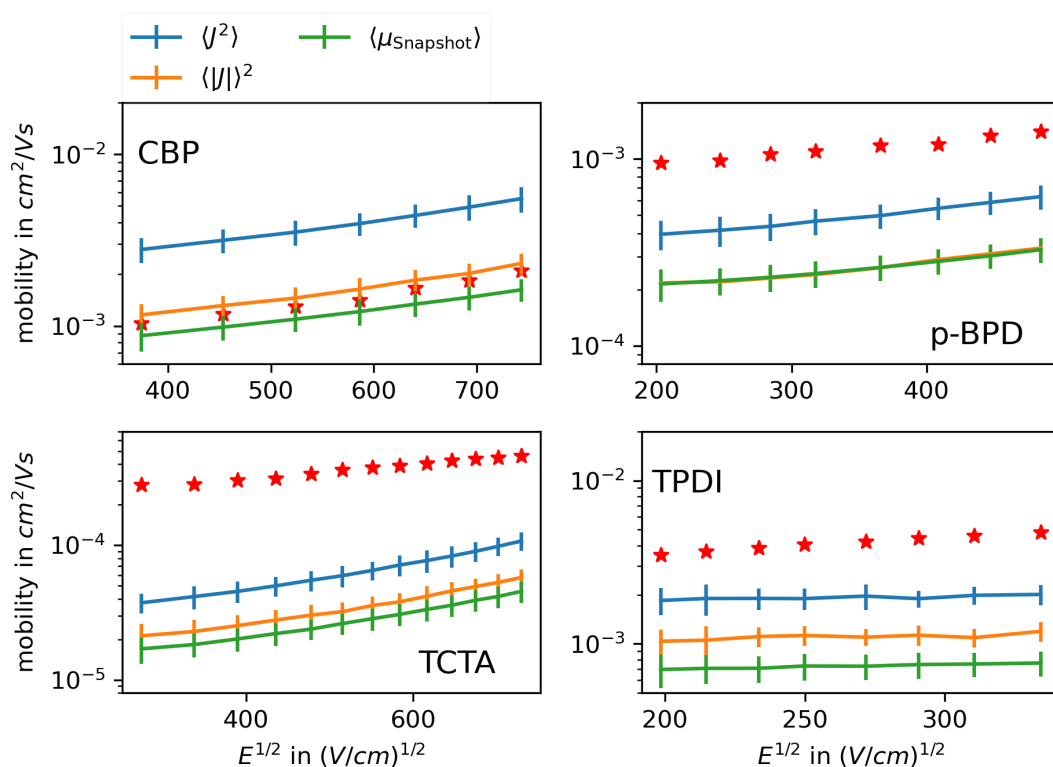 ⟨J²⟩ ⟨μSnapshot⟩
⟨|J|⟩²
mobility in cm²/Vs
10⁻²
10⁻³
CBP
400 500 600 700
10⁻³
10⁻⁴
p-BPD
200 300 400
mobility in cm²/Vs
10⁻⁴
10⁻⁵
TCTA
400 600
E¹/² in (V/cm)¹/²
10⁻²
10⁻³
TPDI
200 250 300
E¹/² in (V/cm)¹/²